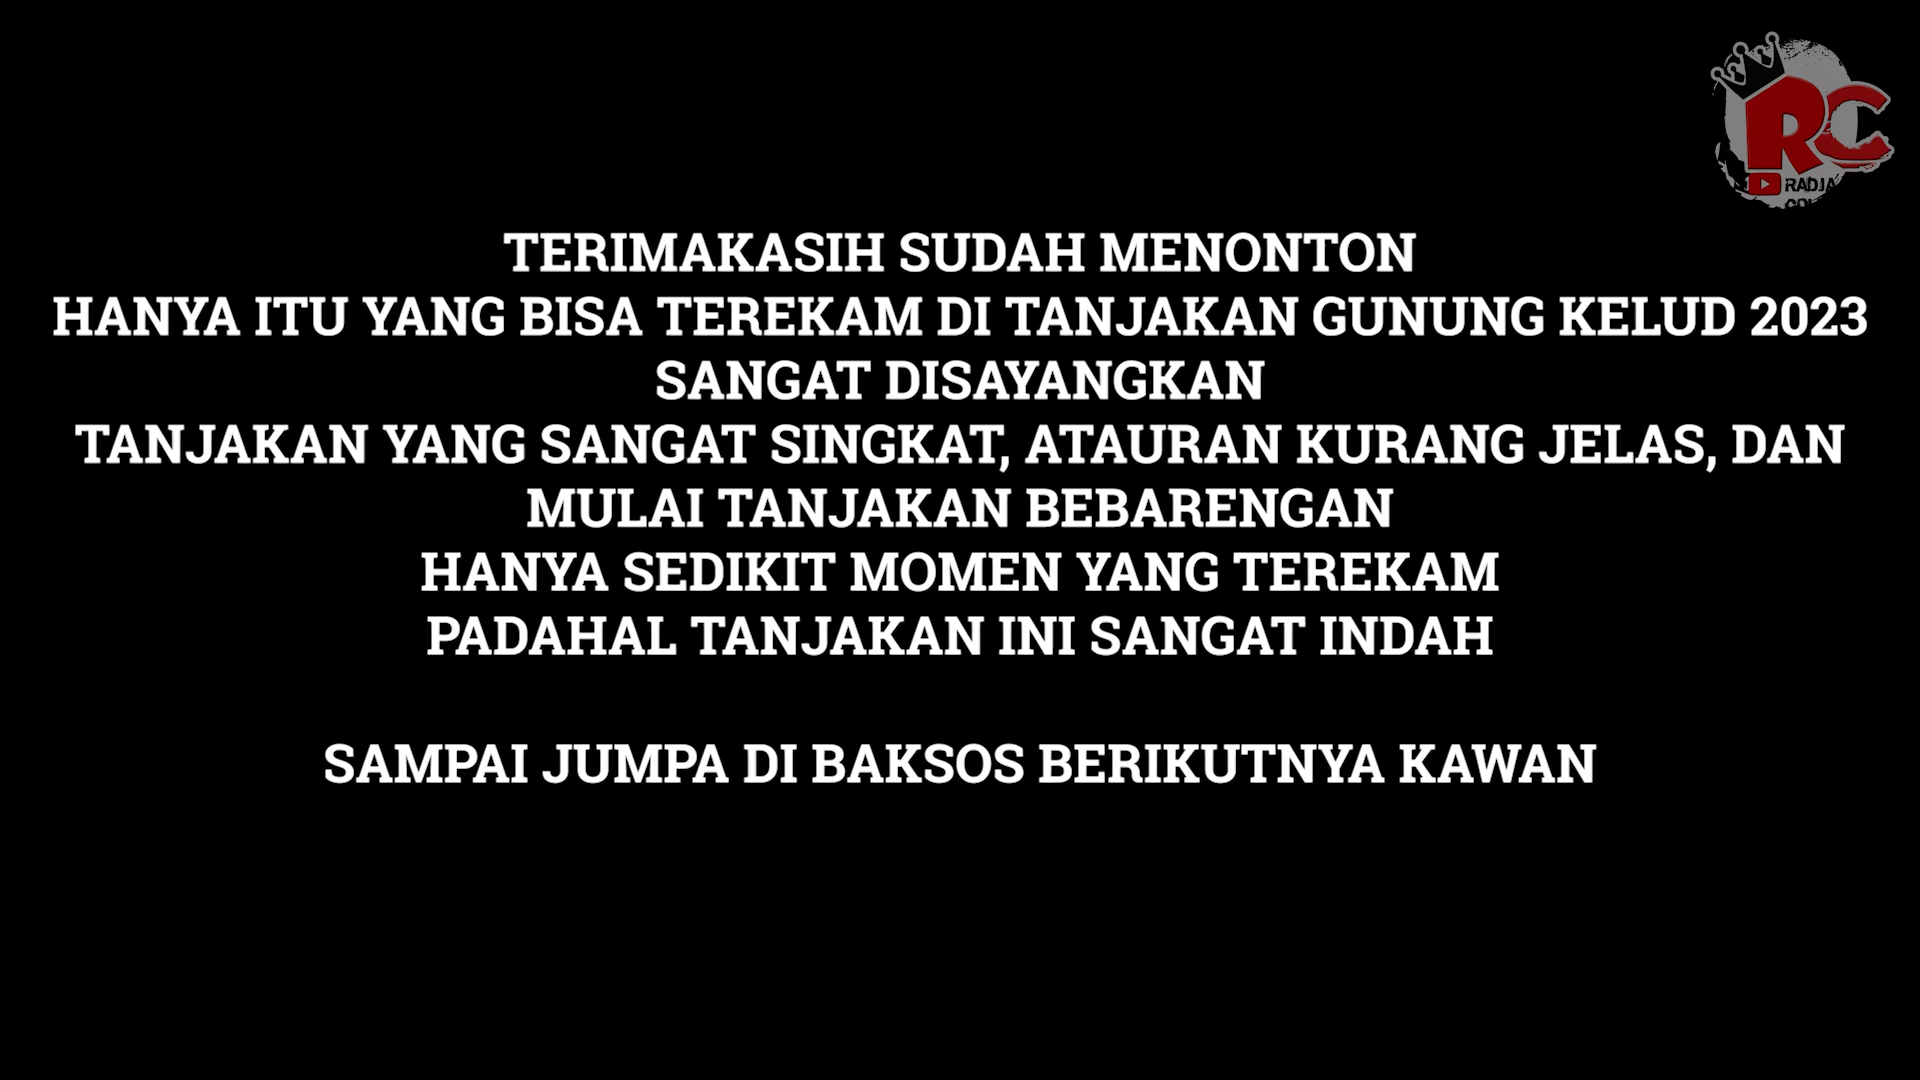 RC
RADJA
TERIMAKASIH SUDAH MENONTON
HANYA ITU YANG BISA TEREKAM DI TANJAKAN GUNUNG KELUD 2023
SANGAT DISAYANGKAN
TANJAKAN YANG SANGAT SINGKAT, ATAURAN KURANG JELAS, DAN
MULAI TANJAKAN BEBARENGAN
HANYA SEDIKIT MOMEN YANG TEREKAM
PADAHAL TANJAKAN INI SANGAT INDAH
SAMPAI JUMPA DI BAKSOS BERIKUTNYA KAWAN